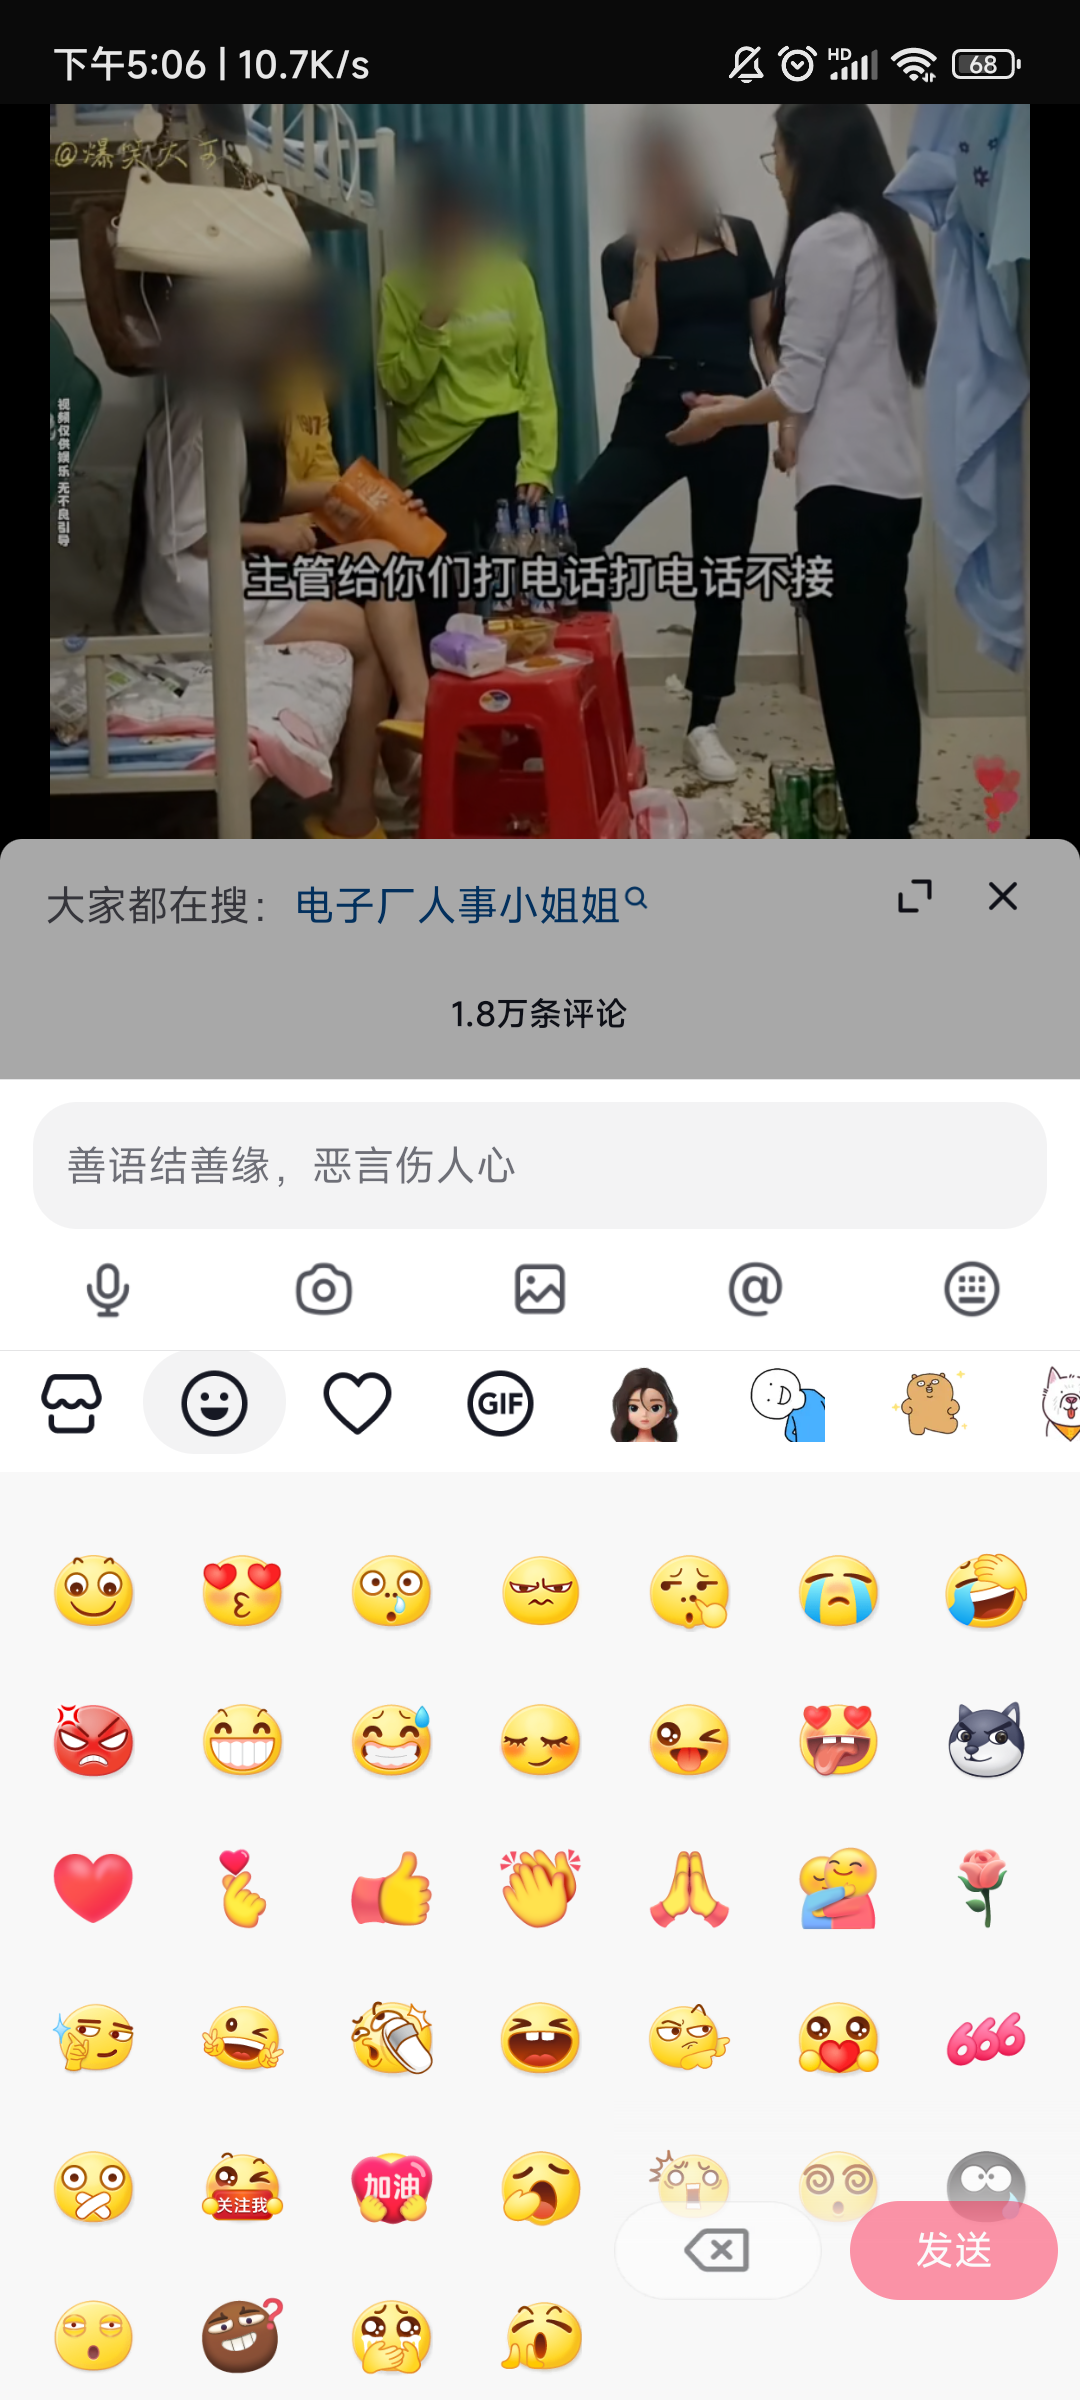 下午5:06 | 10.7K/s
HD
68
@爆笑大哥
视频仅供娱乐 无不良引导
主管给你们打电话打电话不接
大家都在搜：电子厂人事小姐姐
1.8万条评论
善语结善缘，恶言伤人心
GIF
666
关注我
加油
发送